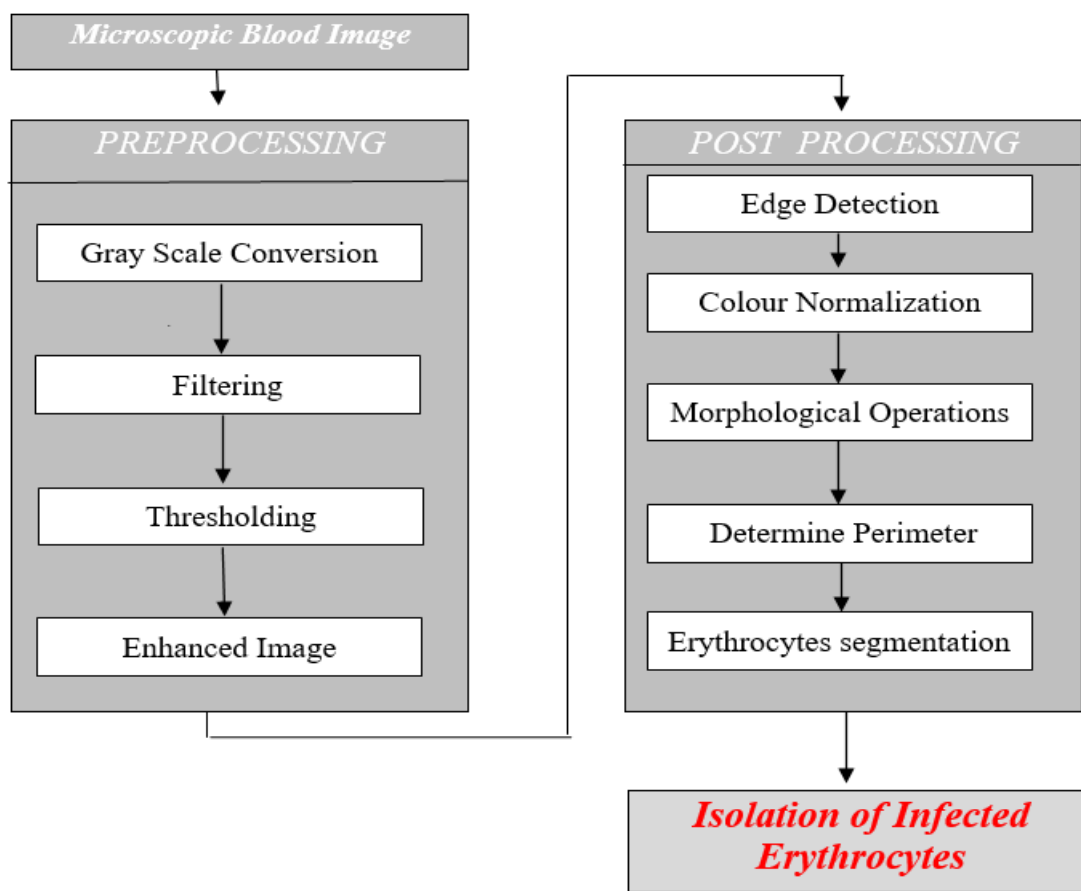 Microscopic Blood Image
PREPROCESSING
Gray Scale Conversion
Filtering
Thresholding
Enhanced Image
POST PROCESSING
Edge Detection
Colour Normalization
Morphological Operations
Determine Perimeter
Erythrocytes segmentation
Isolation of Infected
Erythrocytes